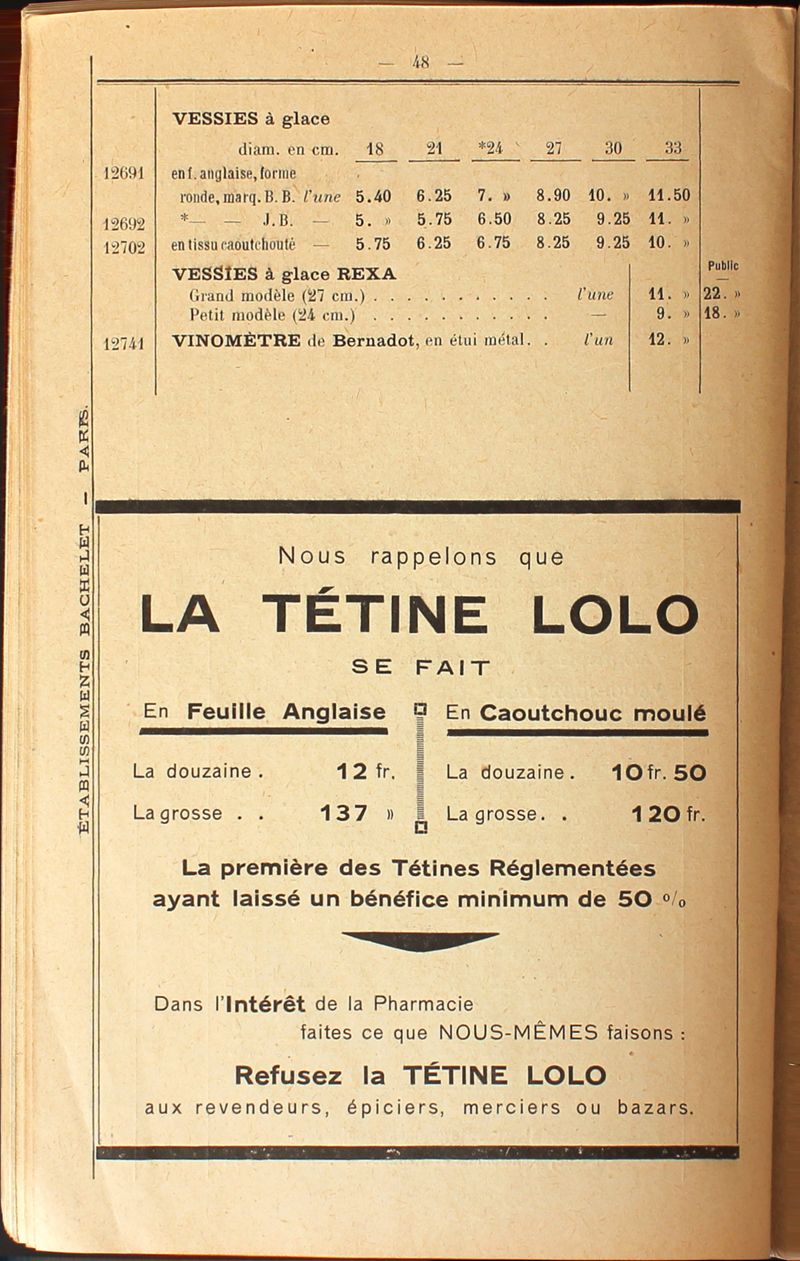 — 48 —
VESSIES à glace
diam. en cm. 18 21 *24 27 30 33
12691 en f. anglaise, forme
ronde, marq. B. B. l'une 5.40 6.25 7. » 8.90 10. » 11.50
12692 *— — J.B. — 5. » 5.75 6.50 8.25 9.25 11. »
12702 en tissu caoutchouté — 5.75 6.25 6.75 8.25 9.25 10. »
VESSIES à glace REXA Public
Grand modèle (27 cm.) . . . . . . . . . . . l'une 11. » 22. »
Petit modèle (24 cm.) . . . . . . . . . . . — 9. » 18. »
12741 VINOMÈTRE de Bernadot, en étui métal. . l'un 12. »
ÉTABLISSEMENTS BACHELET — PARIS.
Nous rappelons que
LA TÉTINE LOLO
SE FAIT
En Feuille Anglaise
La douzaine . 12 fr.
La grosse . . 137 »
En Caoutchouc moulé
La douzaine . 10 fr. 50
La grosse. . 120 fr.
La première des Tétines Réglementées
ayant laissé un bénéfice minimum de 50 %
Dans l'Intérêt de la Pharmacie
faites ce que NOUS-MÊMES faisons :
Refusez la TÉTINE LOLO
aux revendeurs, épiciers, merciers ou bazars.